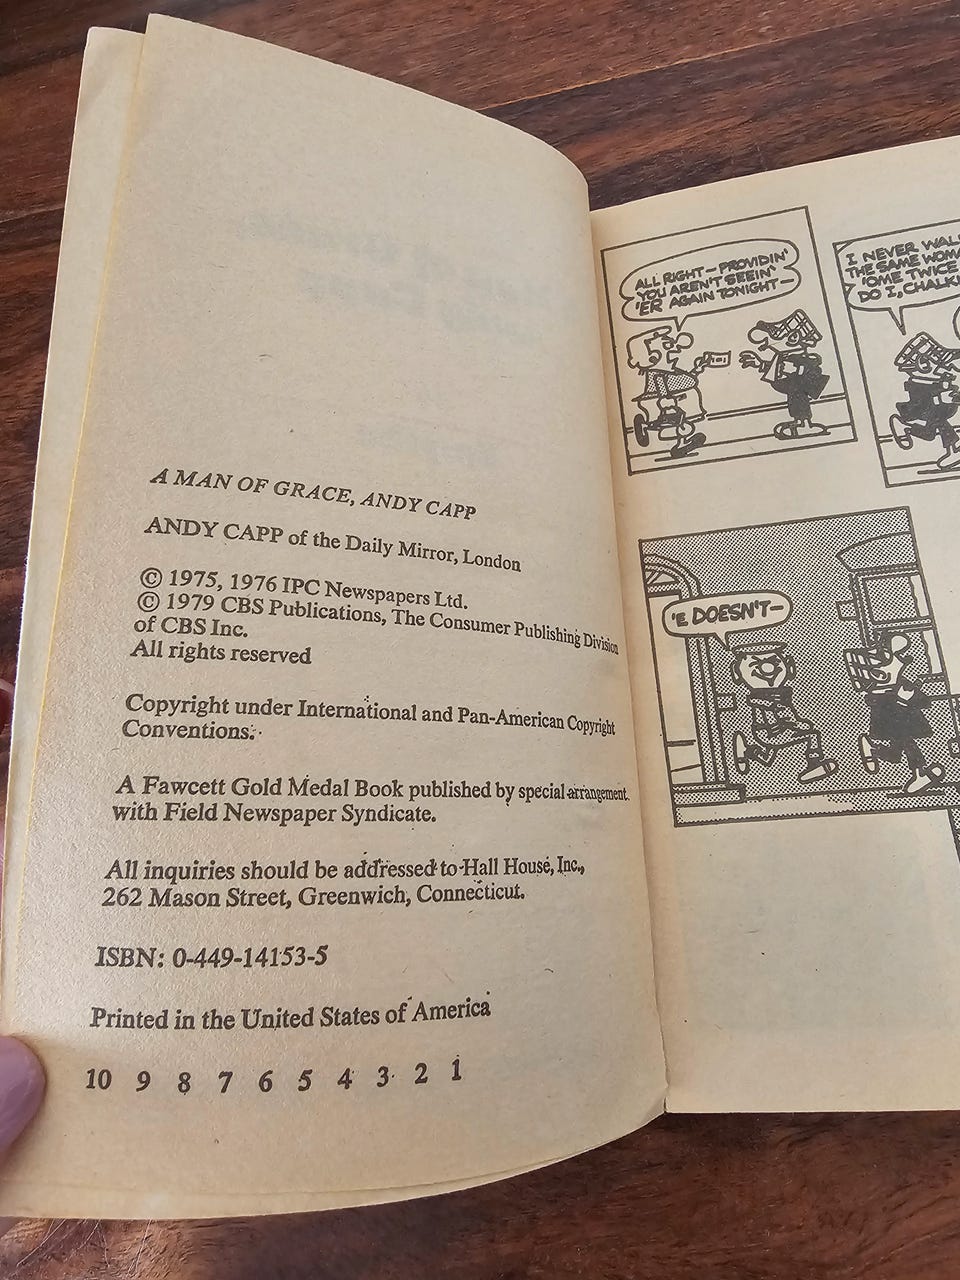 A MAN OF GRACE, ANDY CAPP
ANDY CAPP of the Daily Mirror, London
© 1975, 1976 IPC Newspapers Ltd.
© 1979 CBS Publications, The Consumer Publishing Division
of CBS Inc.
All rights reserved
Copyright under International and Pan-American Copyright
Conventions.
A Fawcett Gold Medal Book published by special arrangement
with Field Newspaper Syndicate.
All inquiries should be addressed to Hall House, Inc.,
262 Mason Street, Greenwich, Connecticut.
ISBN: 0-449-14153-5
Printed in the United States of America
10 9 8 7 6 5 4 3 2 1
ALL RIGHT — PROVIDIN'
YOU AREN'T SEEIN'
'ER AGAIN TONIGHT —
I NEVER
THE SAME
'OME TWICE
DO I,
'E DOESN'T —